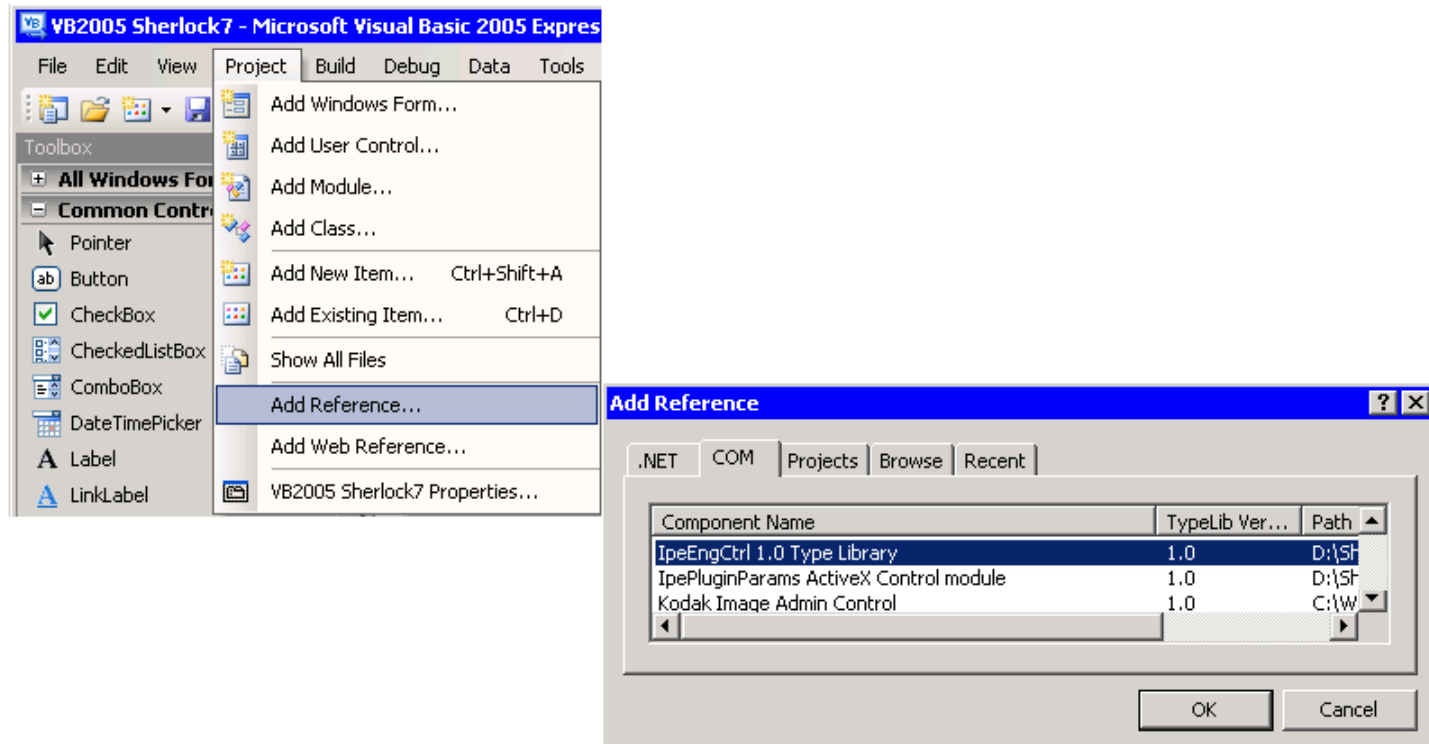 VB2005 Sherlock7 - Microsoft Visual Basic 2005 Expres
File Edit View Project Build Debug Data Tools
Add Windows Form...
Add User Control...
Add Module...
Add Class...
Add New Item... Ctrl+Shift+A
Add Existing Item... Ctrl+D
Show All Files
Add Reference...
Add Web Reference...
VB2005 Sherlock7 Properties...
Toolbox
All Windows For
Common Contr
Pointer
ab Button
CheckBox
CheckedListBox
ComboBox
DateTimePicker
A Label
A LinkLabel
Add Reference
.NET COM Projects Browse Recent
Component Name TypeLib Ver... Path
IpeEngCtrl 1.0 Type Library 1.0 D:\Sh
IpePluginParams ActiveX Control module 1.0 D:\Sh
Kodak Image Admin Control 1.0 C:\W
OK Cancel